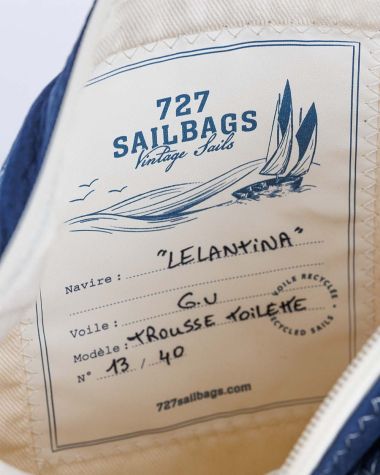 727
SAILBAGS
Vintage Sails
Navire : "LELANTINA"
Voile : G.V
Modèle : TROUSSE TOILETTE
N° 13 / 40
VOILE RECYCLÉE
RECYCLED SAILS
727sailbags.com